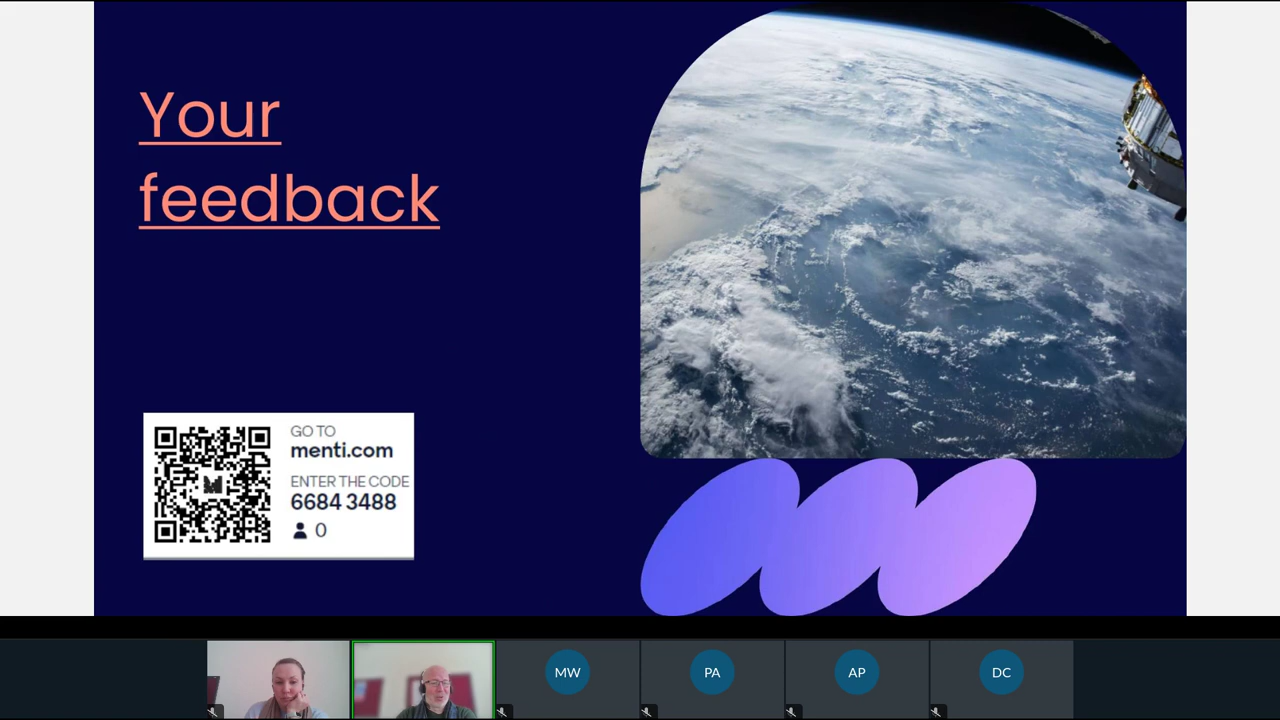 Your
feedback
GO TO
menti.com
ENTER THE CODE
6684 3488
0
MW
PA
AP
DC